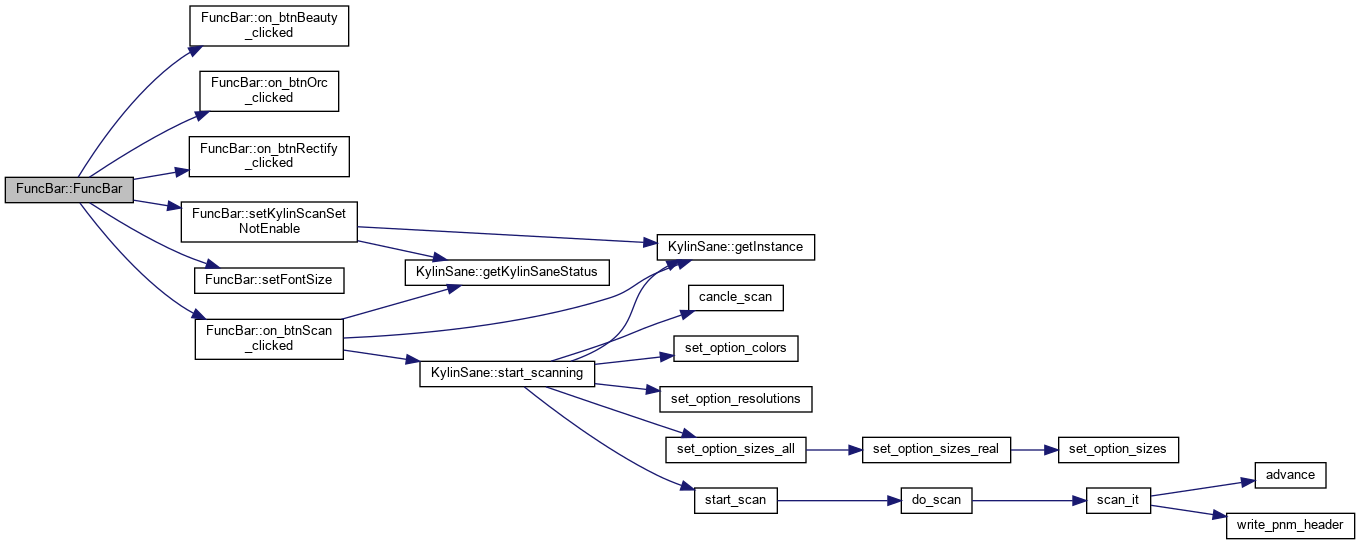 FuncBar::on_btnBeauty
_clicked
FuncBar::on_btnOrc
_clicked
FuncBar::on_btnRectify
_clicked
FuncBar::FuncBar
FuncBar::setKylinScanSet
NotEnable
KylinSane::getInstance
KylinSane::getKylinSaneStatus
FuncBar::setFontSize
cancle_scan
FuncBar::on_btnScan
_clicked
set_option_colors
KylinSane::start_scanning
set_option_resolutions
set_option_sizes_all
set_option_sizes_real
set_option_sizes
advance
start_scan
do_scan
scan_it
write_pnm_header